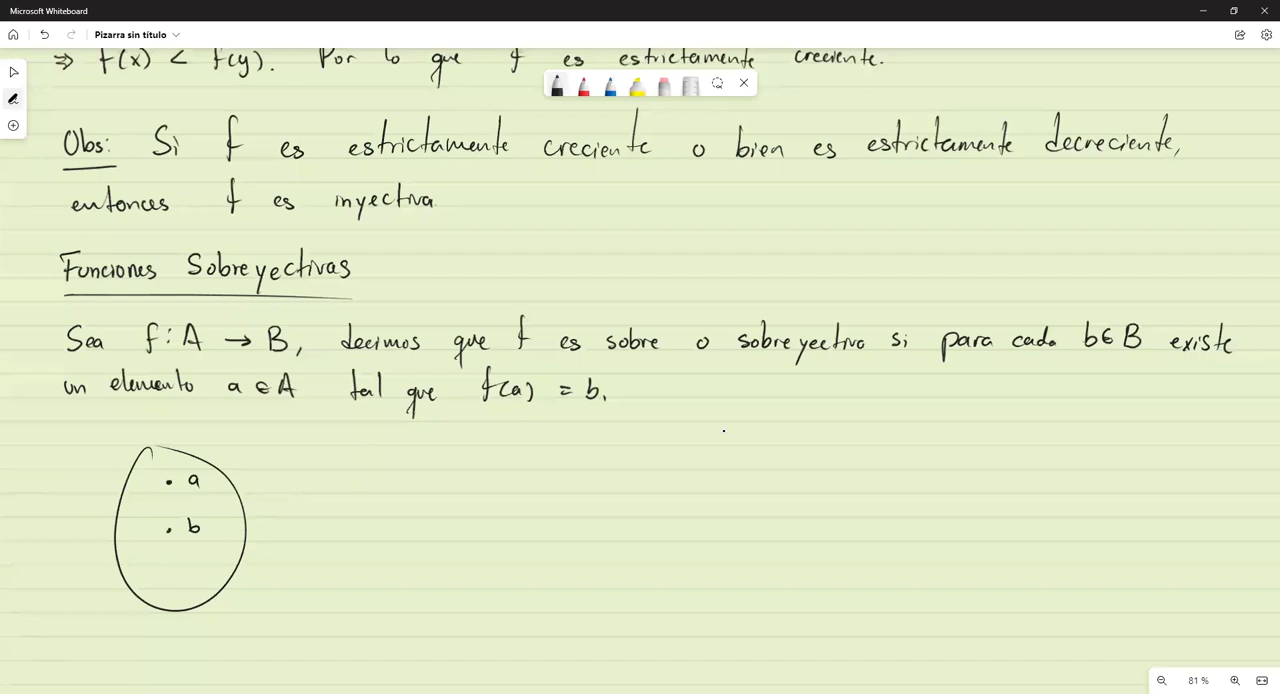 Microsoft Whiteboard
Pizarra sin título
⇒ f(x) < f(y). Por lo que f es estrictamente creciente.
Obs: Si f es estrictamente creciente o bien es estrictamente decreciente,
entonces f es inyectiva
Funciones Sobreyectivas
Sea f: A → B, decimos que f es sobre o sobreyectiva si para cada b ∈ B existe
un elemento a ∈ A tal que f(a) = b.
a
b
81 %